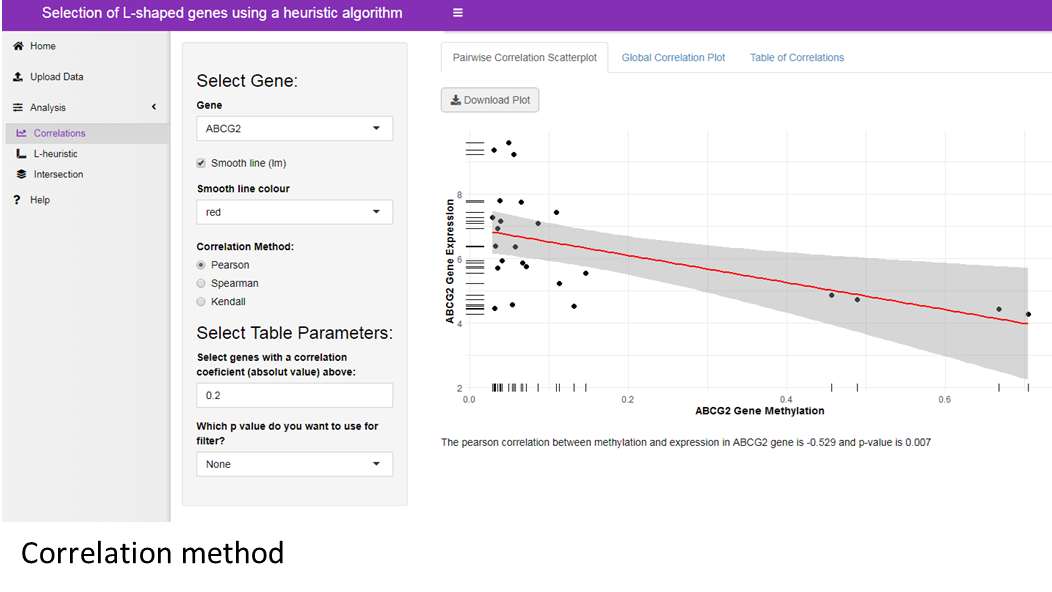 Selection of L-shaped genes using a heuristic algorithm
Home
Upload Data
Analysis
Correlations
L-heuristic
Intersection
Help
Select Gene:
Gene
ABCG2
Smooth line (lm)
Smooth line colour
red
Correlation Method:
Pearson
Spearman
Kendall
Select Table Parameters:
Select genes with a correlation
coeficient (absolut value) above:
0.2
Which p value do you want to use for
filter?
None
Pairwise Correlation Scatterplot
Global Correlation Plot
Table of Correlations
Download Plot
ABCG2 Gene Expression
8
6
4
2
0.0
0.2
0.4
0.6
ABCG2 Gene Methylation
The pearson correlation between methylation and expression in ABCG2 gene is -0.529 and p-value is 0.007
Correlation method